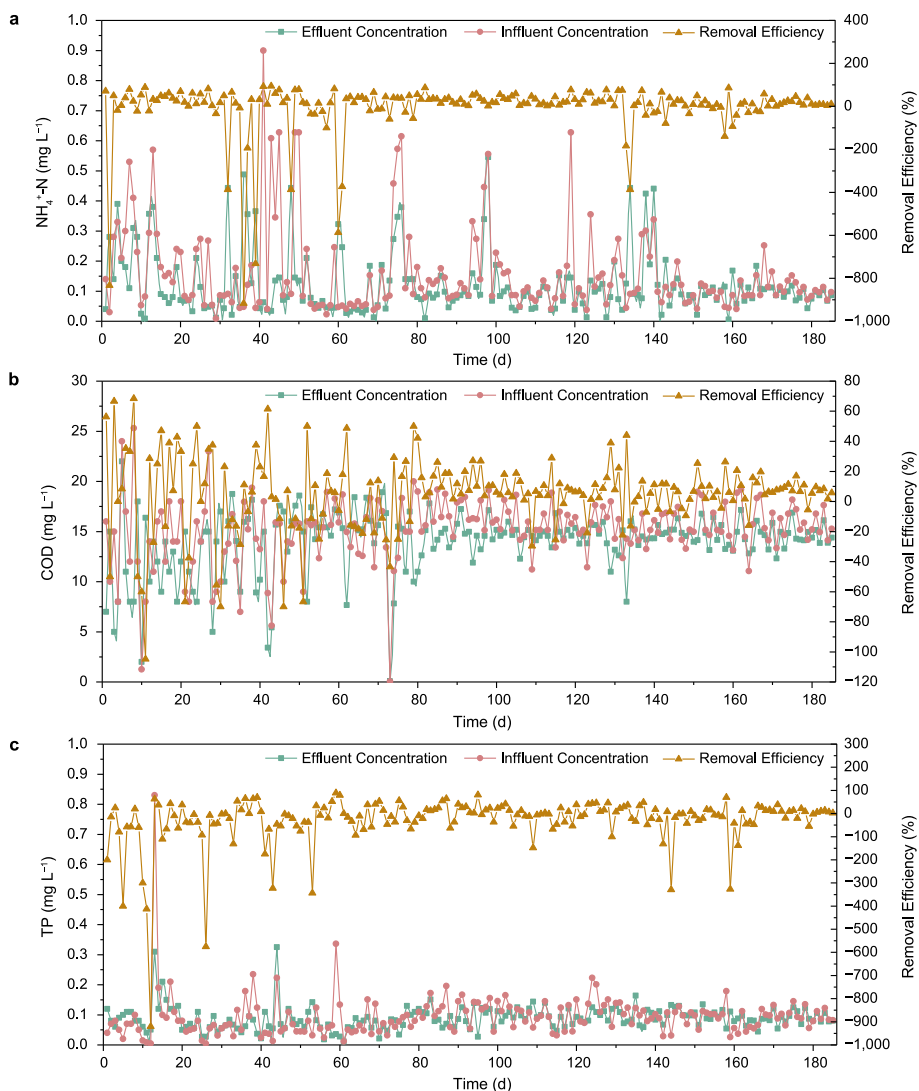 a
Effluent Concentration
Inffluent Concentration
Removal Efficiency
NH₄⁺-N (mg L⁻¹)
1.0
0.9
0.8
0.7
0.6
0.5
0.4
0.3
0.2
0.1
0.0
400
200
0
−200
−400
−600
−800
−1,000
Removal Efficiency (%)
0 20 40 60 80 100 120 140 160 180
Time (d)
b
Effluent Concentration
Inffluent Concentration
Removal Efficiency
COD (mg L⁻¹)
30
25
20
15
10
5
0
80
60
40
20
0
−20
−40
−60
−80
−100
−120
Removal Efficiency (%)
0 20 40 60 80 100 120 140 160 180
Time (d)
c
Effluent Concentration
Inffluent Concentration
Removal Efficiency
TP (mg L⁻¹)
1.0
0.9
0.8
0.7
0.6
0.5
0.4
0.3
0.2
0.1
0.0
300
200
100
0
−100
−200
−300
−400
−500
−600
−700
−800
−900
−1,000
Removal Efficiency (%)
0 20 40 60 80 100 120 140 160 180
Time (d)